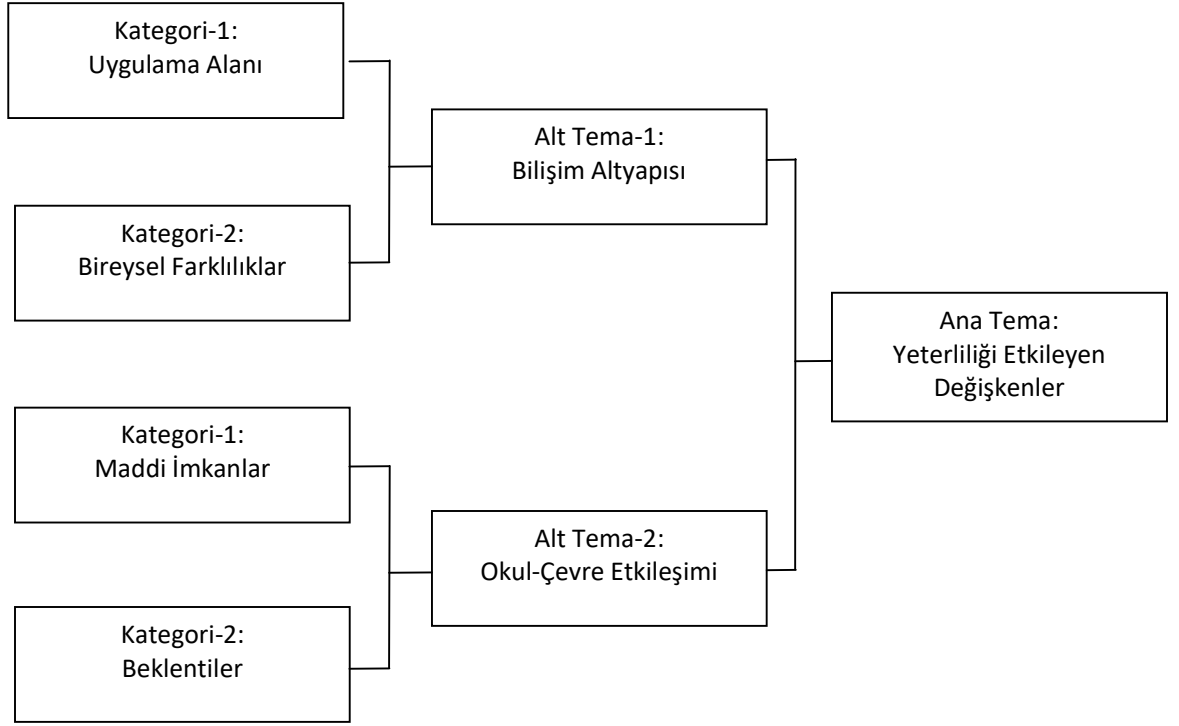 Kategori-1:
Uygulama Alanı
Alt Tema-1:
Bilişim Altyapısı
Kategori-2:
Bireysel Farklılıklar
Ana Tema:
Yeterliliği Etkileyen
Değişkenler
Kategori-1:
Maddi İmkanlar
Alt Tema-2:
Okul-Çevre Etkileşimi
Kategori-2:
Beklentiler